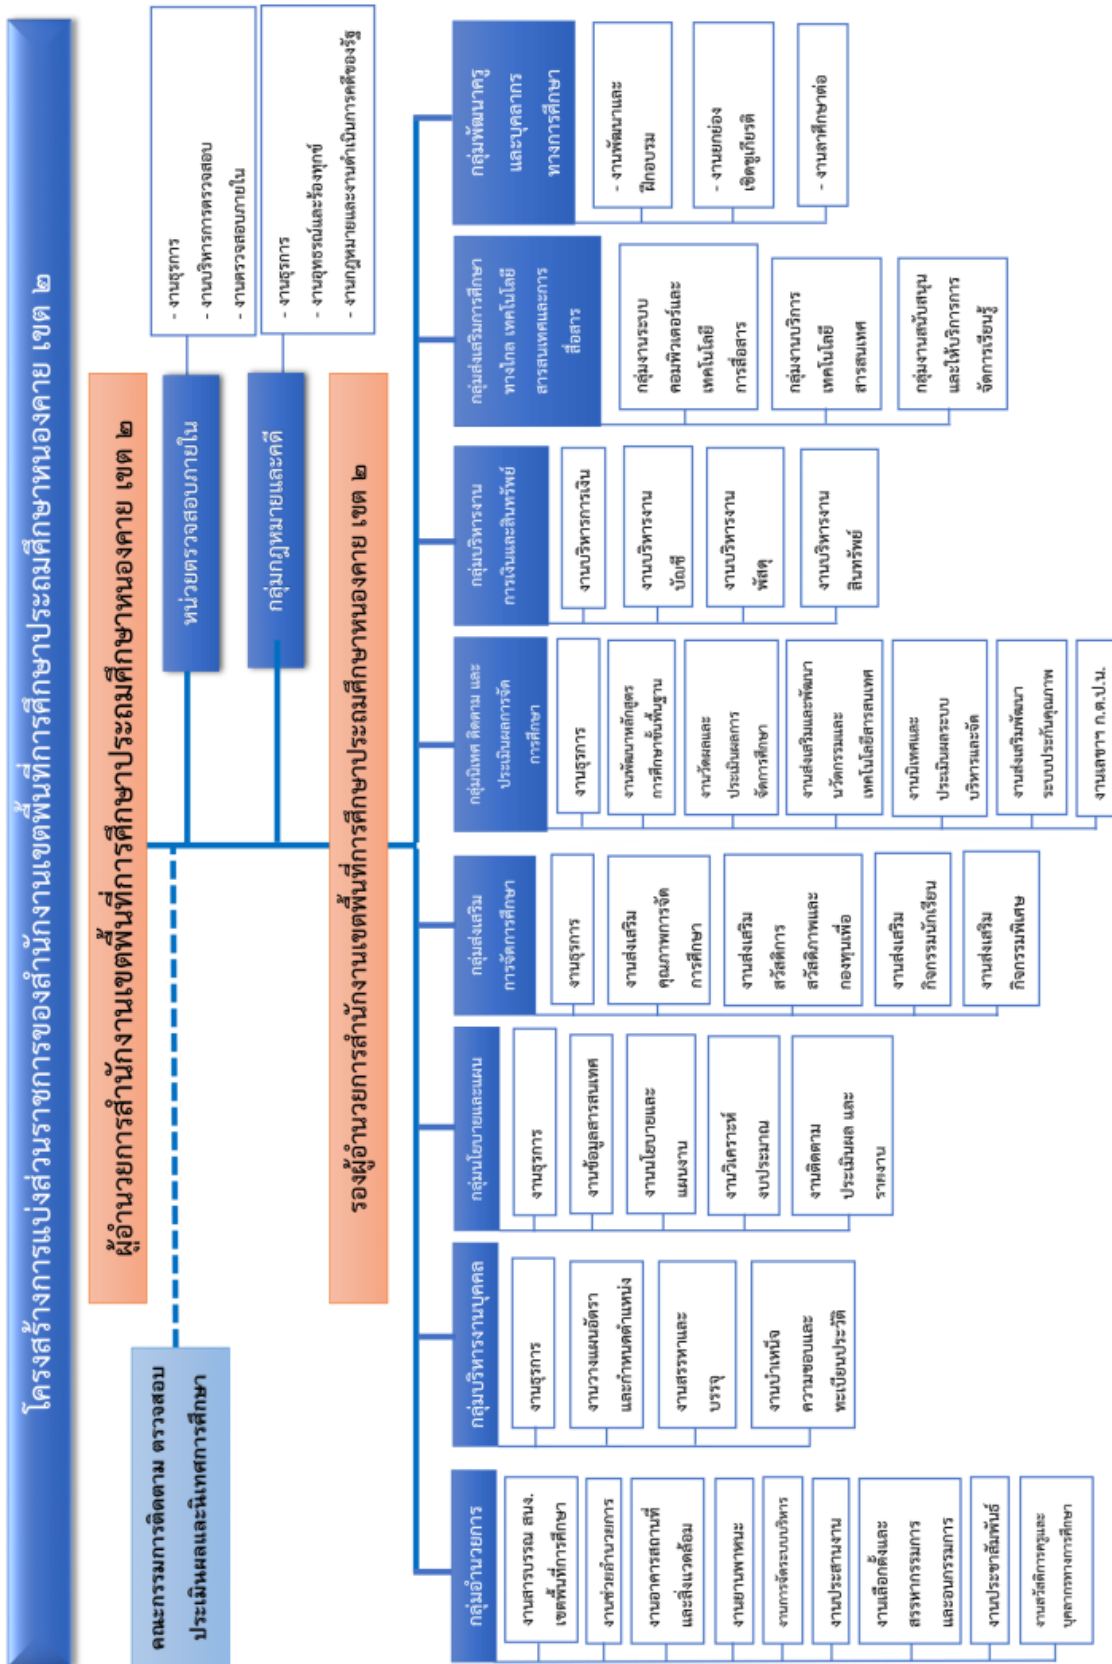 โครงสร้างการแบ่งส่วนราชการของสำนักงานเขตพื้นที่การศึกษาประถมศึกษาหนองคาย เขต ๒
ผู้อำนวยการสำนักงานเขตพื้นที่การศึกษาประถมศึกษาหนองคาย เขต ๒
คณะกรรมการติดตาม ตรวจสอบ
ประเมินผลและนิเทศการศึกษา
หน่วยตรวจสอบภายใน
- งานธุรการ
- งานบริหารการตรวจสอบ
- งานตรวจสอบภายใน
กลุ่มกฎหมายและคดี
- งานธุรการ
- งานอุทธรณ์และร้องทุกข์
- งานกฎหมายและงานดำเนินการคดีของรัฐ
รองผู้อำนวยการสำนักงานเขตพื้นที่การศึกษาประถมศึกษาหนองคาย เขต ๒
กลุ่มอำนวยการ
งานสารบรรณ สนง.
เขตพื้นที่การศึกษา
งานช่วยอำนวยการ
งานอาคารสถานที่
และสิ่งแวดล้อม
งานยานพาหนะ
งานการจัดระบบบริหาร
งานประสานงาน
งานเลือกตั้งและ
สรรหากรรมการ
และอนุกรรมการ
งานประชาสัมพันธ์
งานสวัสดิการครูและ
บุคลากรทางการศึกษา
กลุ่มบริหารงานบุคคล
งานธุรการ
งานวางแผนอัตรา
และกำหนดตำแหน่ง
งานสรรหาและ
บรรจุ
งานบำเหน็จ
ความชอบและ
ทะเบียนประวัติ
กลุ่มนโยบายและแผน
งานธุรการ
งานข้อมูลสารสนเทศ
งานนโยบายและ
แผนงาน
งานวิเคราะห์
งบประมาณ
งานติดตาม
ประเมินผล และ
รายงาน
กลุ่มส่งเสริม
การจัดการศึกษา
งานธุรการ
งานส่งเสริม
คุณภาพการจัด
การศึกษา
งานส่งเสริม
สวัสดิการ
สวัสดิภาพและ
กองทุนเพื่อ
งานส่งเสริม
กิจกรรมนักเรียน
งานส่งเสริม
กิจกรรมพิเศษ
กลุ่มนิเทศ ติดตาม และ
ประเมินผลการจัด
การศึกษา
งานธุรการ
งานพัฒนาหลักสูตร
การศึกษาขั้นพื้นฐาน
งานวัดผลและ
ประเมินผลการ
จัดการศึกษา
งานส่งเสริมและพัฒนา
นวัตกรรมและ
เทคโนโลยีสารสนเทศ
งานนิเทศและ
ประเมินผลระบบ
บริหารและจัด
งานส่งเสริมพัฒนา
ระบบประกันคุณภาพ
งานเลขาฯ ก.ต.ป.น.
กลุ่มบริหารงาน
การเงินและสินทรัพย์
งานบริหารการเงิน
งานบริหารงาน
บัญชี
งานบริหารงาน
พัสดุ
งานบริหารงาน
สินทรัพย์
กลุ่มส่งเสริมการศึกษา
ทางไกล เทคโนโลยี
สารสนเทศและการ
สื่อสาร
กลุ่มงานระบบ
คอมพิวเตอร์และ
เทคโนโลยี
การสื่อสาร
กลุ่มงานบริการ
เทคโนโลยี
สารสนเทศ
กลุ่มงานสนับสนุน
และให้บริการการ
จัดการเรียนรู้
กลุ่มพัฒนาครู
และบุคลากร
ทางการศึกษา
- งานพัฒนาและ
ฝึกอบรม
- งานยกย่อง
เชิดชูเกียรติ
- งานลาศึกษาต่อ